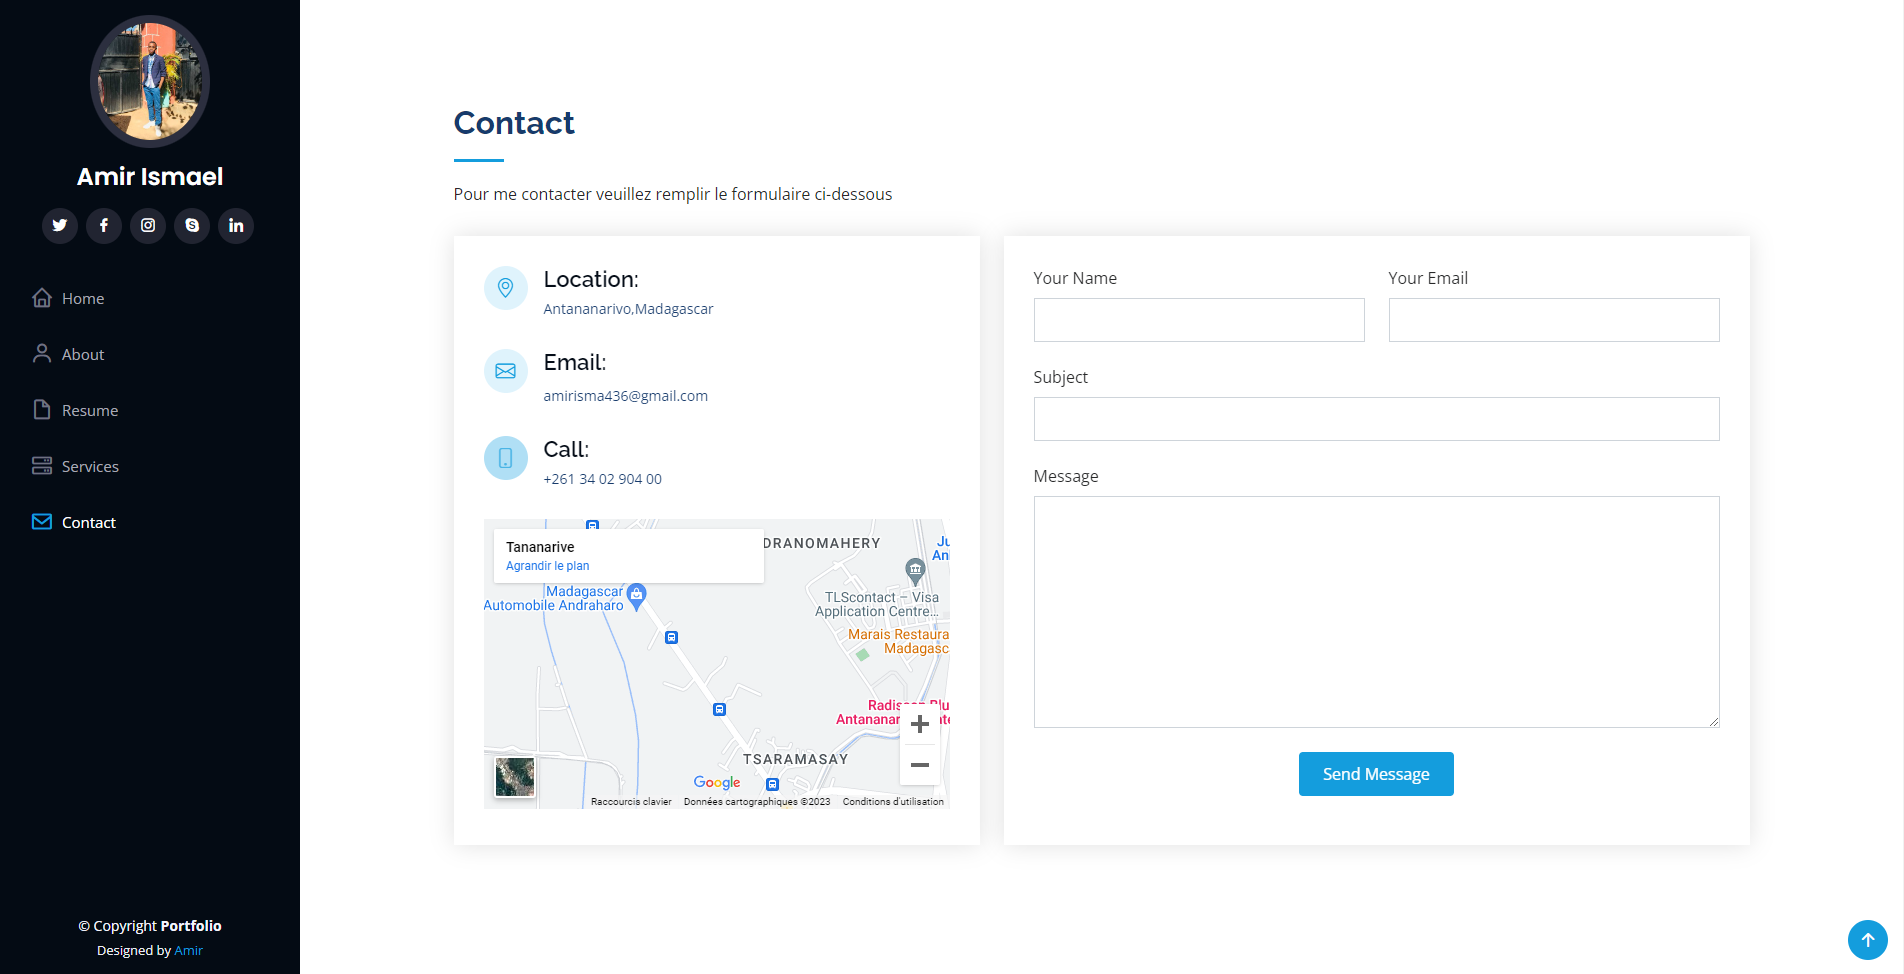 Amir Ismael
Home
About
Resume
Services
Contact
© Copyright Portfolio
Designed by Amir
Contact
Pour me contacter veuillez remplir le formulaire ci-dessous
Location:
Antananarivo,Madagascar
Email:
amirisma436@gmail.com
Call:
+261 34 02 904 00
Tananarive
Agrandir le plan
DRANOMAHERY
Ju
An
Madagascar
Automobile Andraharo
TLScontact – Visa
Application Centre...
Marais Restaura
Madagasc
Antananar
TSARAMASAY
Google
Raccourcis clavier
Données cartographiques ©2023
Conditions d'utilisation
Your Name
Your Email
Subject
Message
Send Message